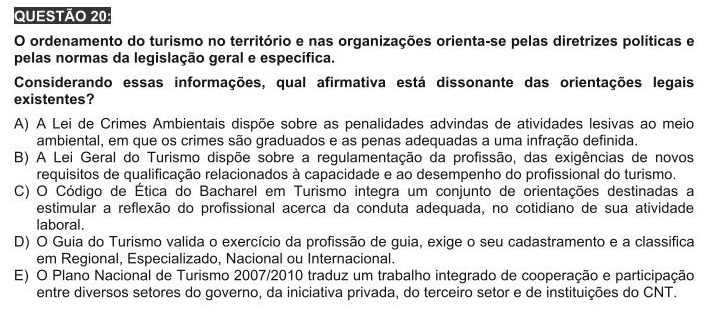 QUESTÃO 20:
O ordenamento do turismo no território e nas organizações orienta-se pelas diretrizes políticas e
pelas normas da legislação geral e específica.
Considerando essas informações, qual afirmativa está dissonante das orientações legais
existentes?
A) A Lei de Crimes Ambientais dispõe sobre as penalidades advindas de atividades lesivas ao meio
ambiental, em que os crimes são graduados e as penas adequadas a uma infração definida.
B) A Lei Geral do Turismo dispõe sobre a regulamentação da profissão, das exigências de novos
requisitos de qualificação relacionados à capacidade e ao desempenho do profissional do turismo.
C) O Código de Ética do Bacharel em Turismo integra um conjunto de orientações destinadas a
estimular a reflexão do profissional acerca da conduta adequada, no cotidiano de sua atividade
laboral.
D) O Guia do Turismo valida o exercício da profissão de guia, exige o seu cadastramento e a classifica
em Regional, Especializado, Nacional ou Internacional.
E) O Plano Nacional de Turismo 2007/2010 traduz um trabalho integrado de cooperação e participação
entre diversos setores do governo, da iniciativa privada, do terceiro setor e de instituições do CNT.